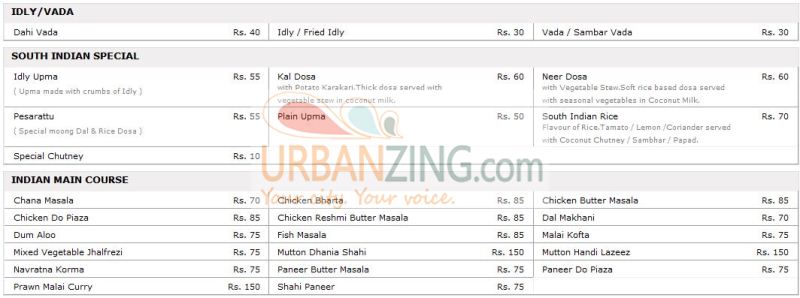 IDLY/VADA
Dahi Vada Rs. 40 Idly / Fried Idly Rs. 30 Vada / Sambar Vada Rs. 30
SOUTH INDIAN SPECIAL
Idly Upma Rs. 55 Kal Dosa Rs. 60 Neer Dosa Rs. 60
( Upma made with crumbs of Idly ) with Potato Karakari.Thick dosa served with with Vegetable Stew.Soft rice based dosa served
vegetable stew in coconut milk. with seasonal vegetables in Coconut Milk.
Pesarattu Rs. 55 Plain Upma Rs. 50 South Indian Rice Rs. 70
( Special moong Dal & Rice Dosa ) Flavour of Rice.Tamato / Lemon /Coriander served
with Coconut Chutney / Sambhar / Papad.
Special Chutney Rs. 10
URBANZING.com
Your city. Your voice.
INDIAN MAIN COURSE
Chana Masala Rs. 70 Chicken Bharta Rs. 85 Chicken Butter Masala Rs. 85
Chicken Do Piaza Rs. 85 Chicken Reshmi Butter Masala Rs. 85 Dal Makhani Rs. 70
Dum Aloo Rs. 75 Fish Masala Rs. 85 Malai Kofta Rs. 75
Mixed Vegetable Jhalfrezi Rs. 75 Mutton Dhania Shahi Rs. 150 Mutton Handi Lazeez Rs. 150
Navratna Korma Rs. 75 Paneer Butter Masala Rs. 75 Paneer Do Piaza Rs. 75
Prawn Malai Curry Rs. 150 Shahi Paneer Rs. 75